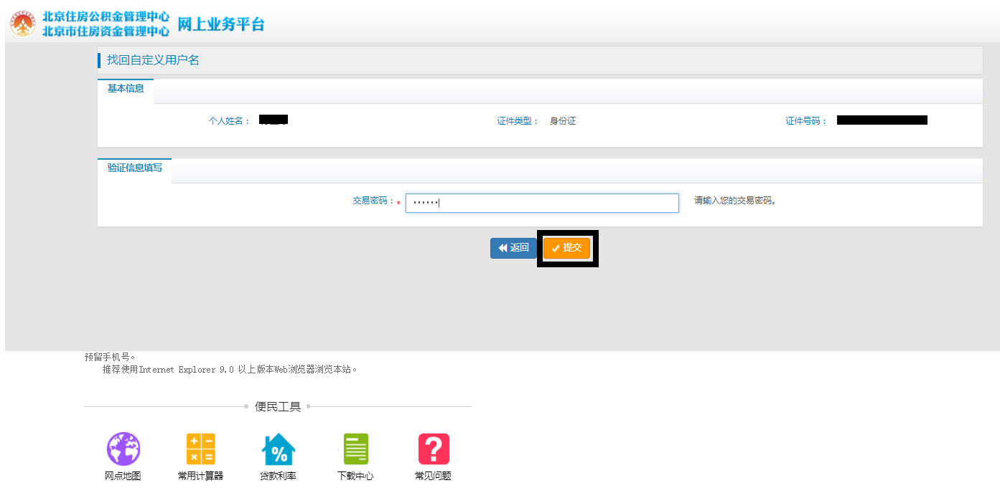 北京住房公积金管理中心
北京市住房资金管理中心
网上业务平台
找回自定义用户名
基本信息
个人姓名： 证件类型： 身份证 证件号码：
验证信息填写
交易密码：* ······ 请输入您的交易密码。
返回 提交
预留手机号。
推荐使用Internet Explorer 9.0 以上版本Web浏览器浏览本站。
便民工具
网点地图 常用计算器 贷款利率 下载中心 常见问题